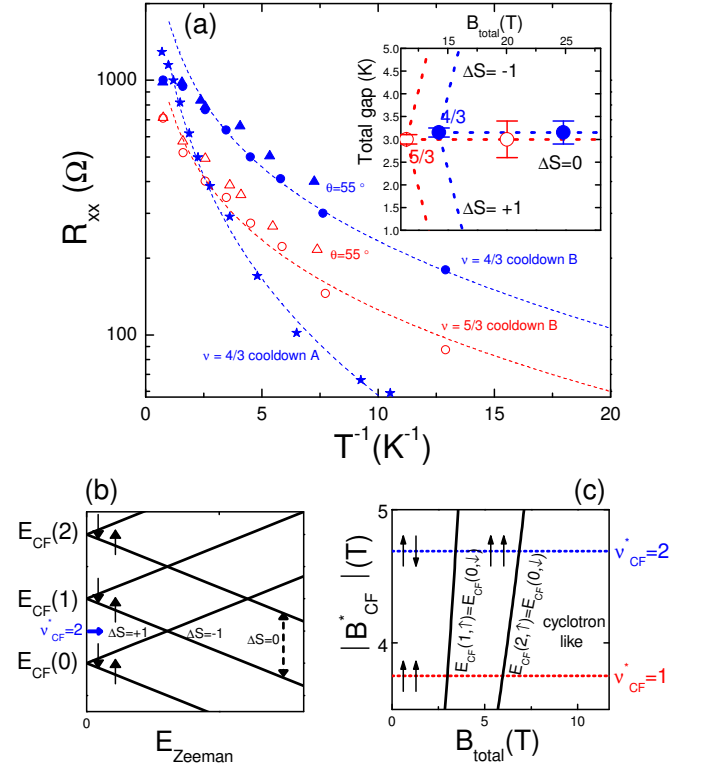 (a)
B_total(T)
15 20 25
Total gap (K)
5.0
4.5
4.0
3.5
3.0
2.5
2.0
1.5
1.0
ΔS= -1
4/3
5/3
ΔS=0
ΔS= +1
R_xx (Ω)
1000
100
θ=55 °
θ=55 °
ν = 4/3 cooldown B
ν = 5/3 cooldown B
ν = 4/3 cooldown A
0 5 10 15 20
T^-1(K^-1)
(b)
E_CF(2)
E_CF(1)
ν*_CF=2
E_CF(0)
ΔS=+1
ΔS=-1
ΔS=0
0
E_Zeeman
(c)
|B*_CF|(T)
5
4
E_CF(1,↑)=E_CF(0,↓)
E_CF(2,↑)=E_CF(0,↓)
cyclotron
like
ν*_CF=2
ν*_CF=1
0 5 10
B_total(T)